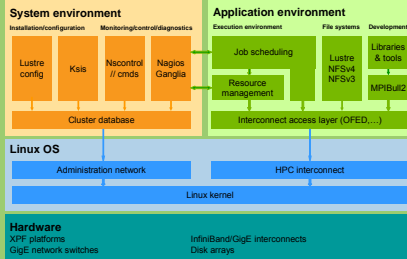 System environment
Application environment
Installation/configuration
Monitoring/control/diagnostics
Execution environment
File systems
Development
Lustre
config
Ksis
Nscontrol
// cmds
Nagios
Ganglia
Job scheduling
Resource
management
Lustre
NFSv4
NFSv3
Libraries
& tools
MPIBull2
Cluster database
Interconnect access layer (OFED,...)
Linux OS
Administration network
HPC interconnect
Linux kernel
Hardware
XPF platforms
InfiniBand/GigE interconnects
GigE network switches
Disk arrays